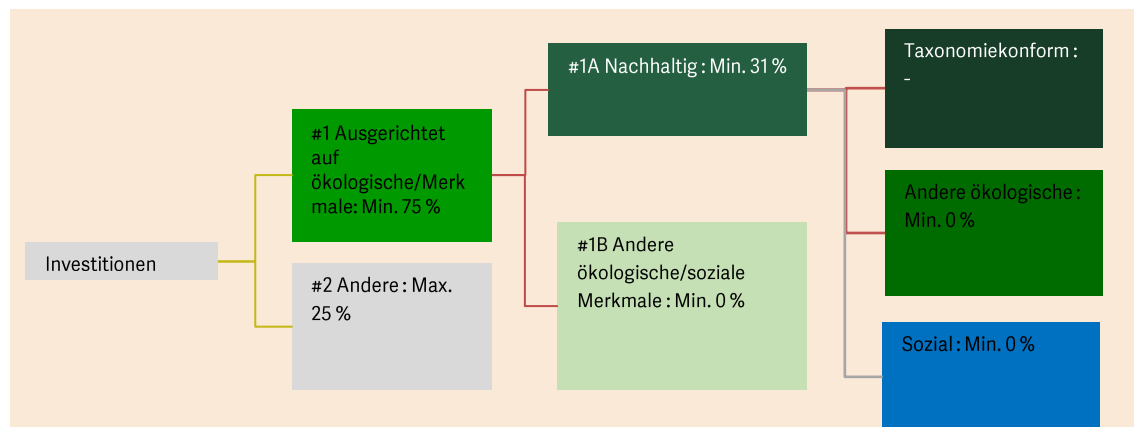 Investitionen
#1 Ausgerichtet
auf
ökologische/Merk
male: Min. 75 %
#2 Andere : Max.
25 %
#1A Nachhaltig : Min. 31 %
#1B Andere
ökologische/soziale
Merkmale : Min. 0 %
Taxonomiekonform :
-
Andere ökologische :
Min. 0 %
Sozial : Min. 0 %